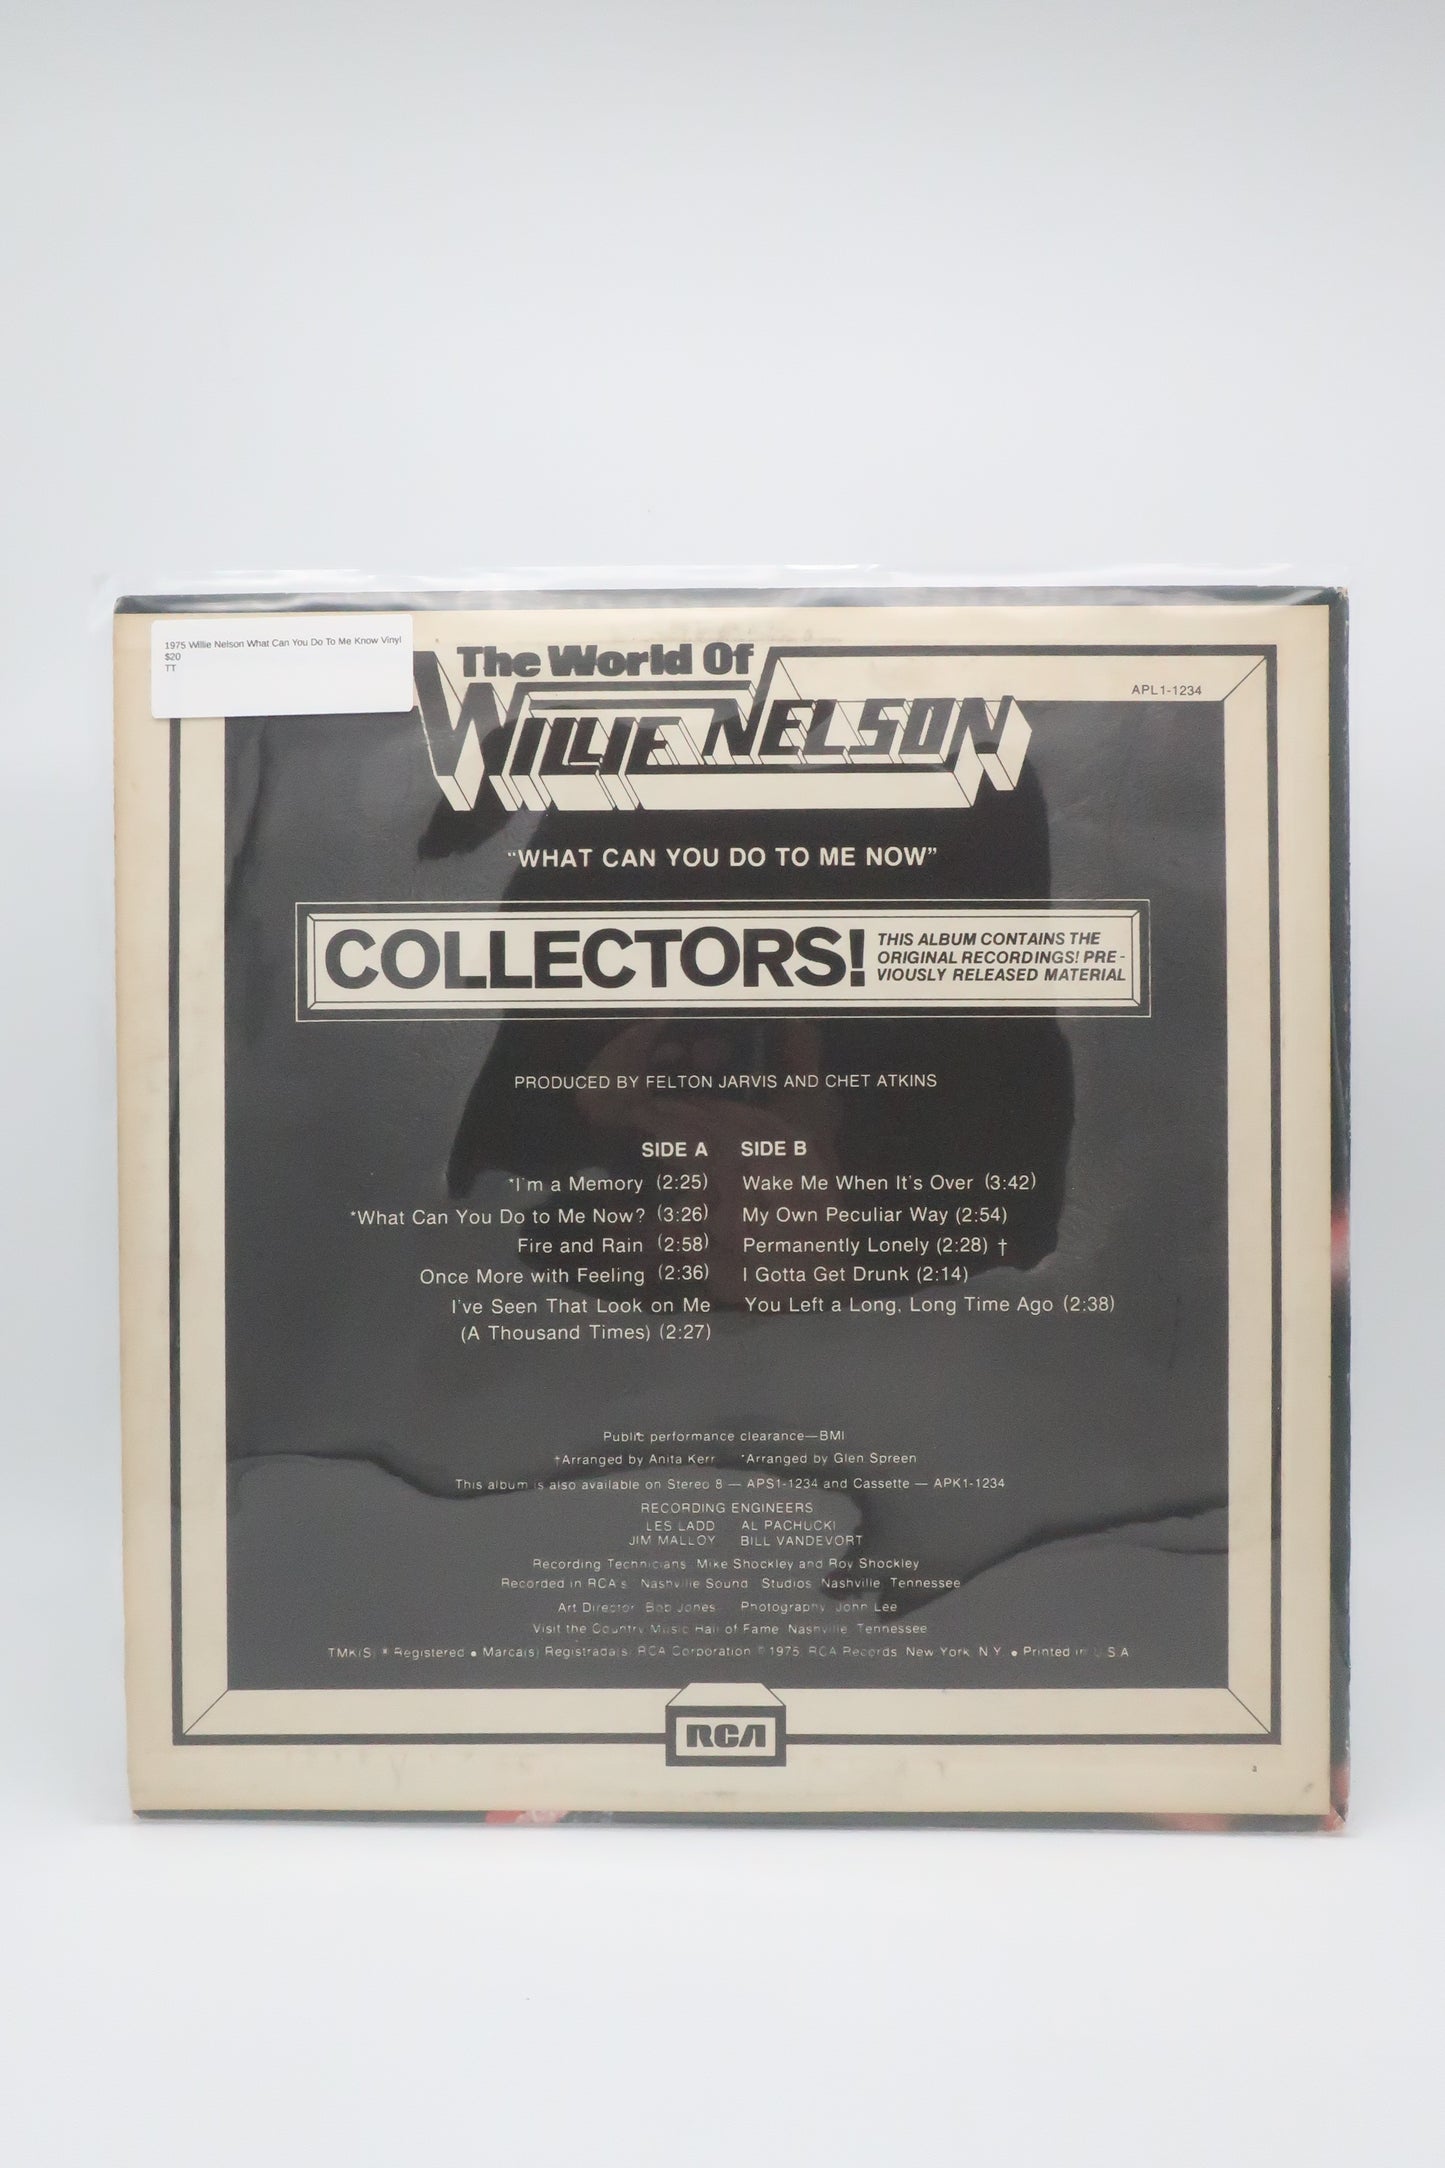 1975 Willie Nelson What Can You Do To Me Know Vinyl
$20
TT
The World Of
WILLIE NELSON
APL1-1234
"WHAT CAN YOU DO TO ME NOW"
COLLECTORS!
THIS ALBUM CONTAINS THE
ORIGINAL RECORDINGS! PRE-
VIOUSLY RELEASED MATERIAL
PRODUCED BY FELTON JARVIS AND CHET ATKINS
SIDE A
*I'm a Memory (2:25)
*What Can You Do to Me Now? (3:26)
Fire and Rain (2:58)
Once More with Feeling (2:36)
I've Seen That Look on Me
(A Thousand Times) (2:27)
SIDE B
Wake Me When It's Over (3:42)
My Own Peculiar Way (2:54)
Permanently Lonely (2:28) †
I Gotta Get Drunk (2:14)
You Left a Long, Long Time Ago (2:38)
Public performance clearance—BMI
†Arranged by Anita Kerr *Arranged by Glen Spreen
This album is also available on Stereo 8 — APS1-1234 and Cassette — APK1-1234
RECORDING ENGINEERS
LES LADD AL PACHUCKI
JIM MALLOY BILL VANDEVORT
Recording Technicians: Mike Shockley and Roy Shockley
Recorded in RCA's Nashville Sound Studios, Nashville, Tennessee
Art Director: Bob Jones Photography: John Lee
Visit the Country Music Hall of Fame, Nashville, Tennessee
TMK(S) ® Registered • Marca(s) Registrada(s) RCA Corporation © 1975, RCA Records, New York, N.Y. • Printed in U.S.A.
RCA
a